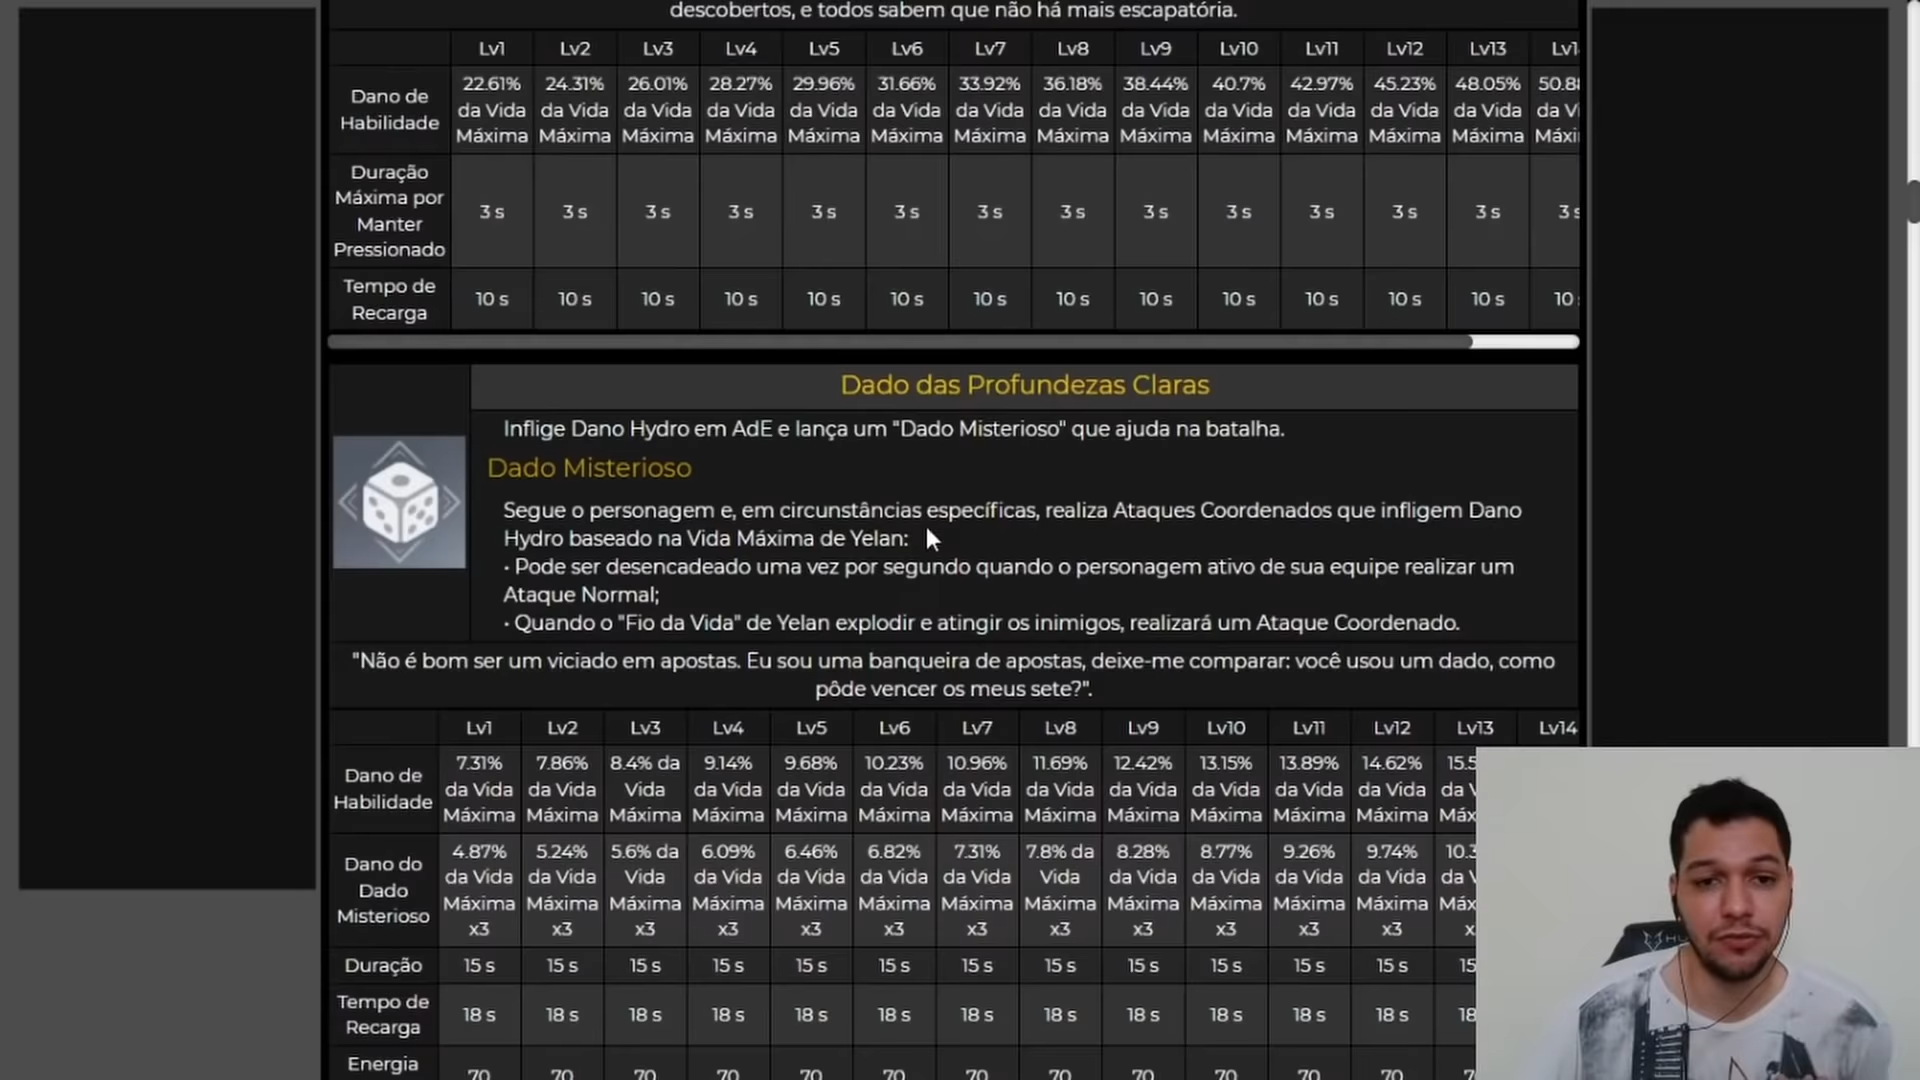 descobertos, e todos sabem que não há mais escapatória.
Lv1 Lv2 Lv3 Lv4 Lv5 Lv6 Lv7 Lv8 Lv9 Lv10 Lv11 Lv12 Lv13
Dano de Habilidade
22.61% da Vida Máxima 24.31% da Vida Máxima 26.01% da Vida Máxima 28.27% da Vida Máxima 29.96% da Vida Máxima 31.66% da Vida Máxima 33.92% da Vida Máxima 36.18% da Vida Máxima 38.44% da Vida Máxima 40.7% da Vida Máxima 42.97% da Vida Máxima 45.23% da Vida Máxima 48.05% da Vida Máxima
Duração Máxima por Manter Pressionado
3 s 3 s 3 s 3 s 3 s 3 s 3 s 3 s 3 s 3 s 3 s 3 s 3 s 3
Tempo de Recarga
10 s 10 s 10 s 10 s 10 s 10 s 10 s 10 s 10 s 10 s 10 s 10 s 10 s 10
Dado das Profundezas Claras
Inflige Dano Hydro em AdE e lança um "Dado Misterioso" que ajuda na batalha.
Dado Misterioso
Segue o personagem e, em circunstâncias específicas, realiza Ataques Coordenados que infligem Dano
Hydro baseado na Vida Máxima de Yelan:
• Pode ser desencadeado uma vez por segundo quando o personagem ativo de sua equipe realizar um
Ataque Normal;
• Quando o "Fio da Vida" de Yelan explodir e atingir os inimigos, realizará um Ataque Coordenado.
"Não é bom ser um viciado em apostas. Eu sou uma banqueira de apostas, deixe-me comparar: você usou um dado, como
pôde vencer os meus sete?".
Lv1 Lv2 Lv3 Lv4 Lv5 Lv6 Lv7 Lv8 Lv9 Lv10 Lv11 Lv12 Lv13 Lv14
Dano de Habilidade
7.31% da Vida Máxima 7.86% da Vida Máxima 8.4% da Vida Máxima 9.14% da Vida Máxima 9.68% da Vida Máxima 10.23% da Vida Máxima 10.96% da Vida Máxima 11.69% da Vida Máxima 12.42% da Vida Máxima 13.15% da Vida Máxima 13.89% da Vida Máxima 14.62% da Vida Máxima
Dano do Dado Misterioso
4.87% da Vida Máxima x3 5.24% da Vida Máxima x3 5.6% da Vida Máxima x3 6.09% da Vida Máxima x3 6.46% da Vida Máxima x3 6.82% da Vida Máxima x3 7.31% da Vida Máxima x3 7.8% da Vida Máxima x3 8.28% da Vida Máxima x3 8.77% da Vida Máxima x3 9.26% da Vida Máxima x3 9.74% da Vida Máxima x3
Duração
15 s 15 s 15 s 15 s 15 s 15 s 15 s 15 s 15 s 15 s 15 s 15 s 15
Tempo de Recarga
18 s 18 s 18 s 18 s 18 s 18 s 18 s 18 s 18 s 18 s 18 s 18 s 18
Energia
70 70 70 70 70 70 70 70 70 70 70 70